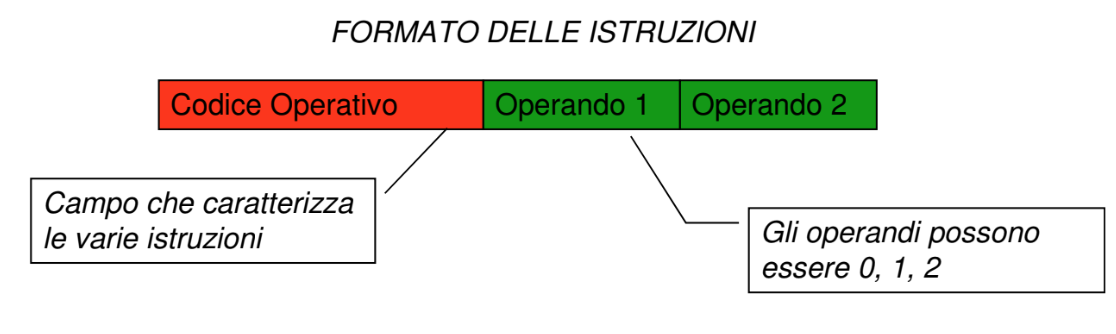 FORMATO DELLE ISTRUZIONI
Codice Operativo
Operando 1
Operando 2
Campo che caratterizza
le varie istruzioni
Gli operandi possono
essere 0, 1, 2